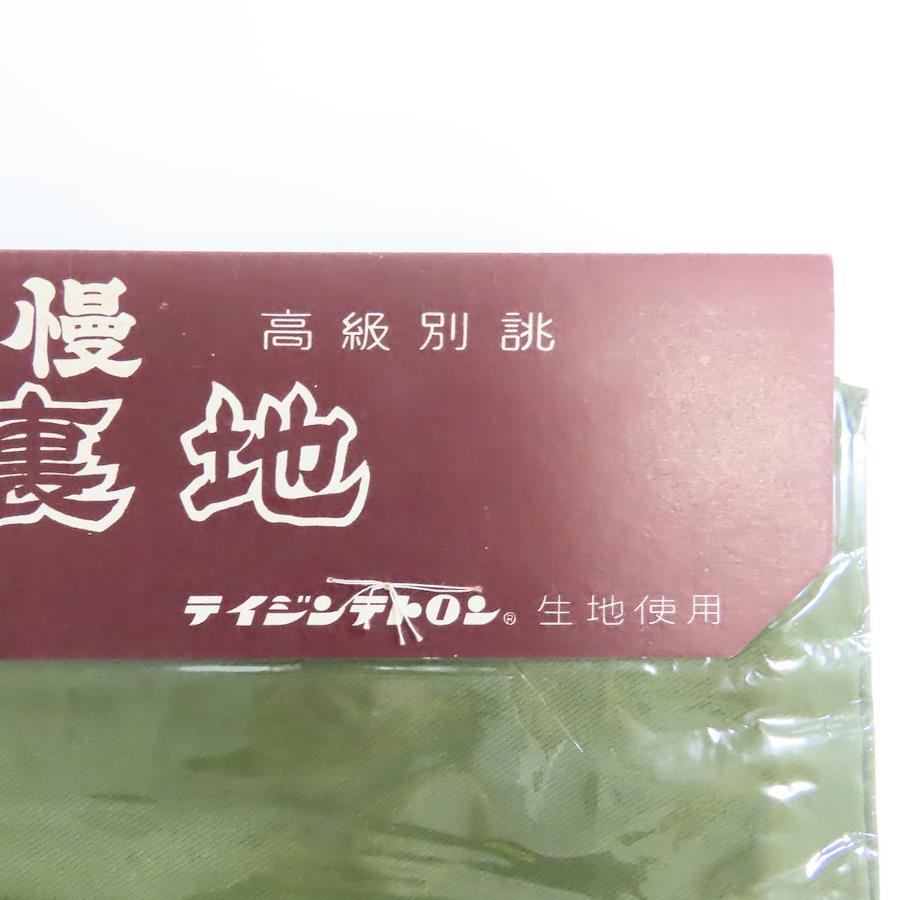 慢
高級別誂
裏地
テイジンテトロン® 生地使用